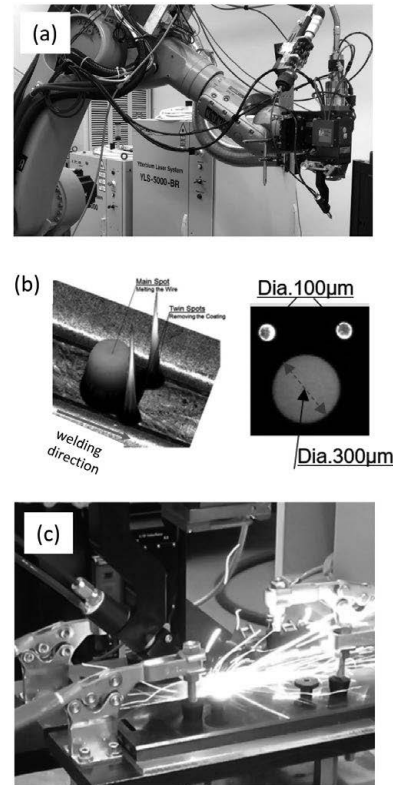 (a)
Ytterbium Laser System
YLS-5000-BR
(b)
Main Spot
Melting the Wire
Twin Spots
Removing the Coating
welding
direction
Dia.100μm
Dia.300μm
(c)